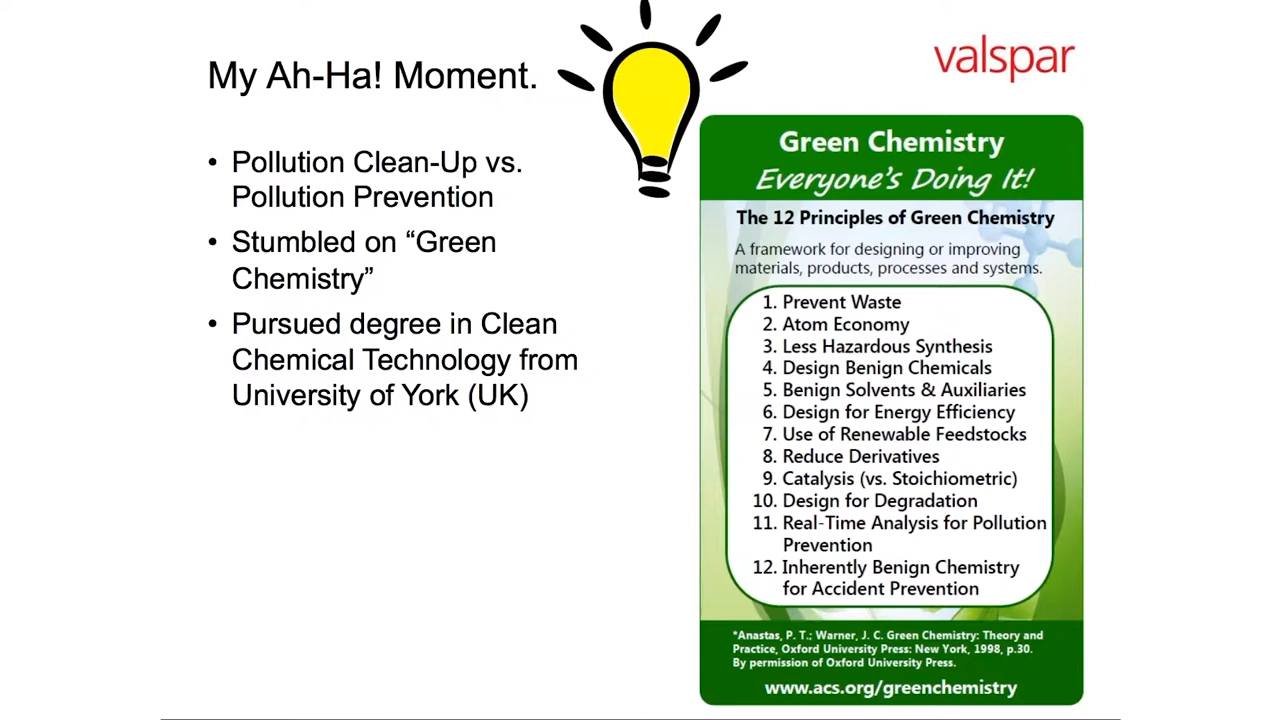 My Ah-Ha! Moment.
valspar
• Pollution Clean-Up vs.
Pollution Prevention
• Stumbled on “Green
Chemistry”
• Pursued degree in Clean
Chemical Technology from
University of York (UK)
Green Chemistry
Everyone's Doing It!
The 12 Principles of Green Chemistry
A framework for designing or improving
materials, products, processes and systems.
1. Prevent Waste
2. Atom Economy
3. Less Hazardous Synthesis
4. Design Benign Chemicals
5. Benign Solvents & Auxiliaries
6. Design for Energy Efficiency
7. Use of Renewable Feedstocks
8. Reduce Derivatives
9. Catalysis (vs. Stoichiometric)
10. Design for Degradation
11. Real-Time Analysis for Pollution
Prevention
12. Inherently Benign Chemistry
for Accident Prevention
*Anastas, P. T.; Warner, J. C. Green Chemistry: Theory and
Practice, Oxford University Press: New York, 1998, p.30.
By permission of Oxford University Press.
www.acs.org/greenchemistry